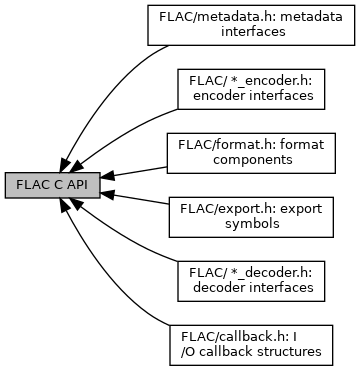 FLAC/metadata.h: metadata
interfaces
FLAC/ *_encoder.h:
encoder interfaces
FLAC/format.h: format
components
FLAC C API
FLAC/export.h: export
symbols
FLAC/ *_decoder.h:
decoder interfaces
FLAC/callback.h: I
/O callback structures